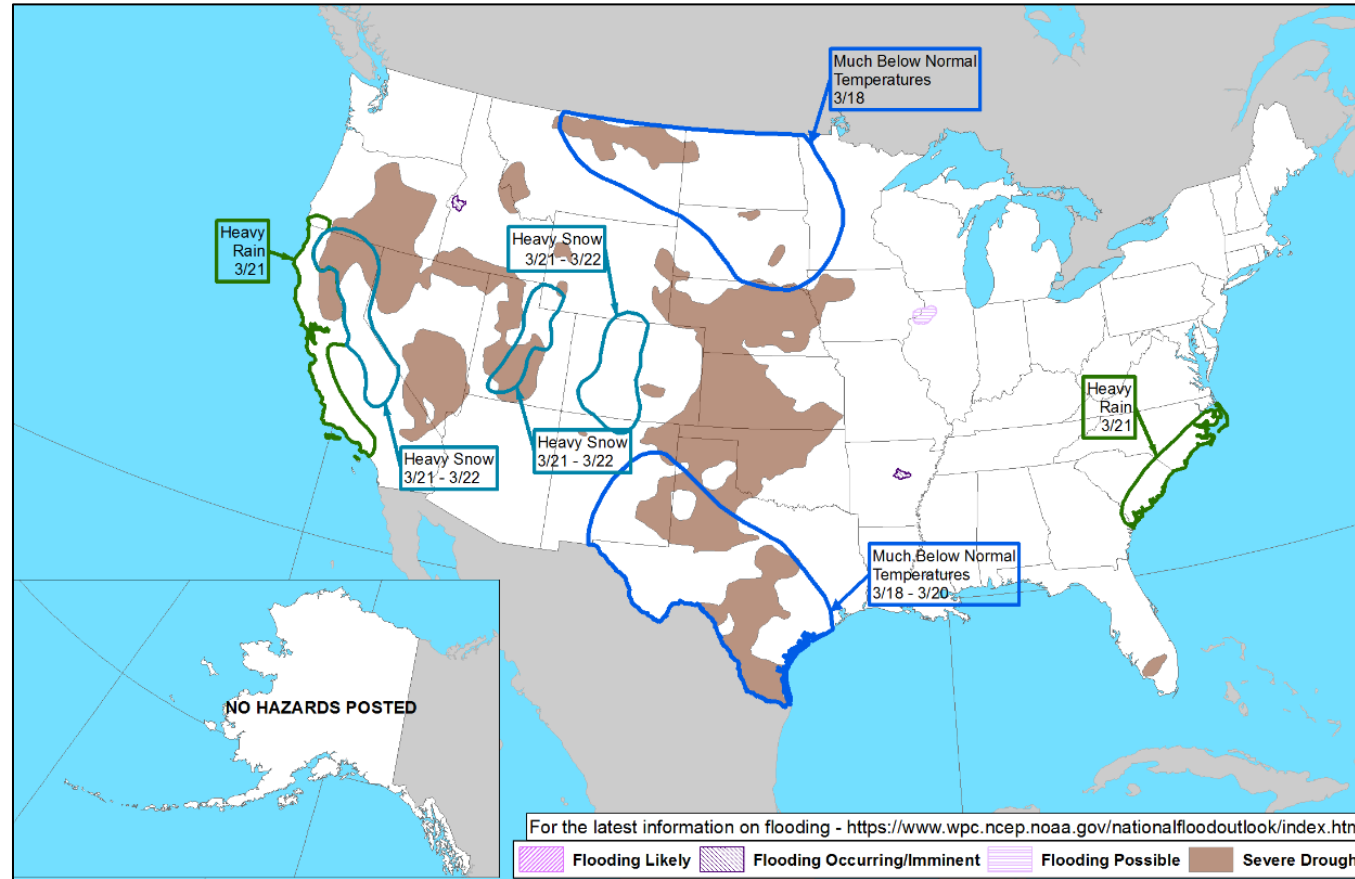 Much Below Normal
Temperatures
3/18
Heavy
Rain
3/21
Heavy Snow
3/21 - 3/22
Heavy
Rain
3/21
Heavy Snow
3/21 - 3/22
Heavy Snow
3/21 - 3/22
Much Below Normal
Temperatures
3/18 - 3/20
NO HAZARDS POSTED
For the latest information on flooding - https://www.wpc.ncep.noaa.gov/nationalfloodoutlook/index.htm
Flooding Likely
Flooding Occurring/Imminent
Flooding Possible
Severe Drough